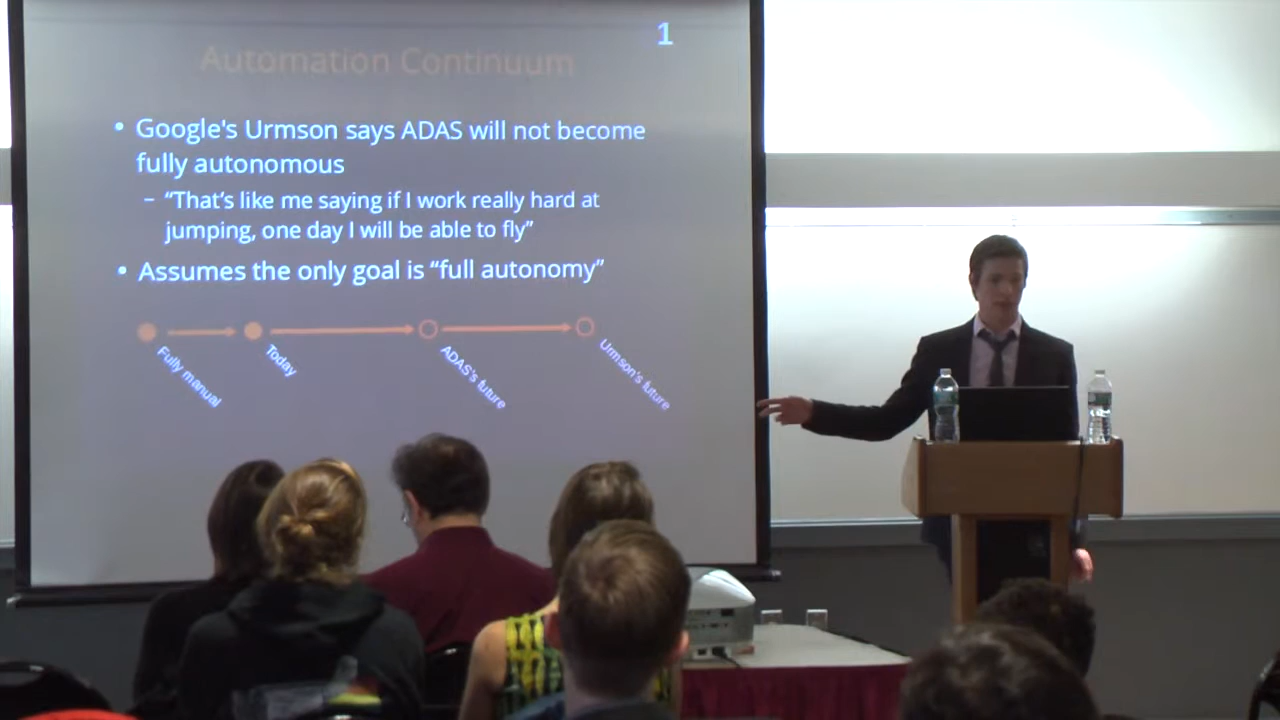 1
Automation Continuum
• Google's Urmson says ADAS will not become
fully autonomous
– “That's like me saying if I work really hard at
jumping, one day I will be able to fly”
• Assumes the only goal is “full autonomy”
Fully manual
Today
ADAS's future
Urmson's future